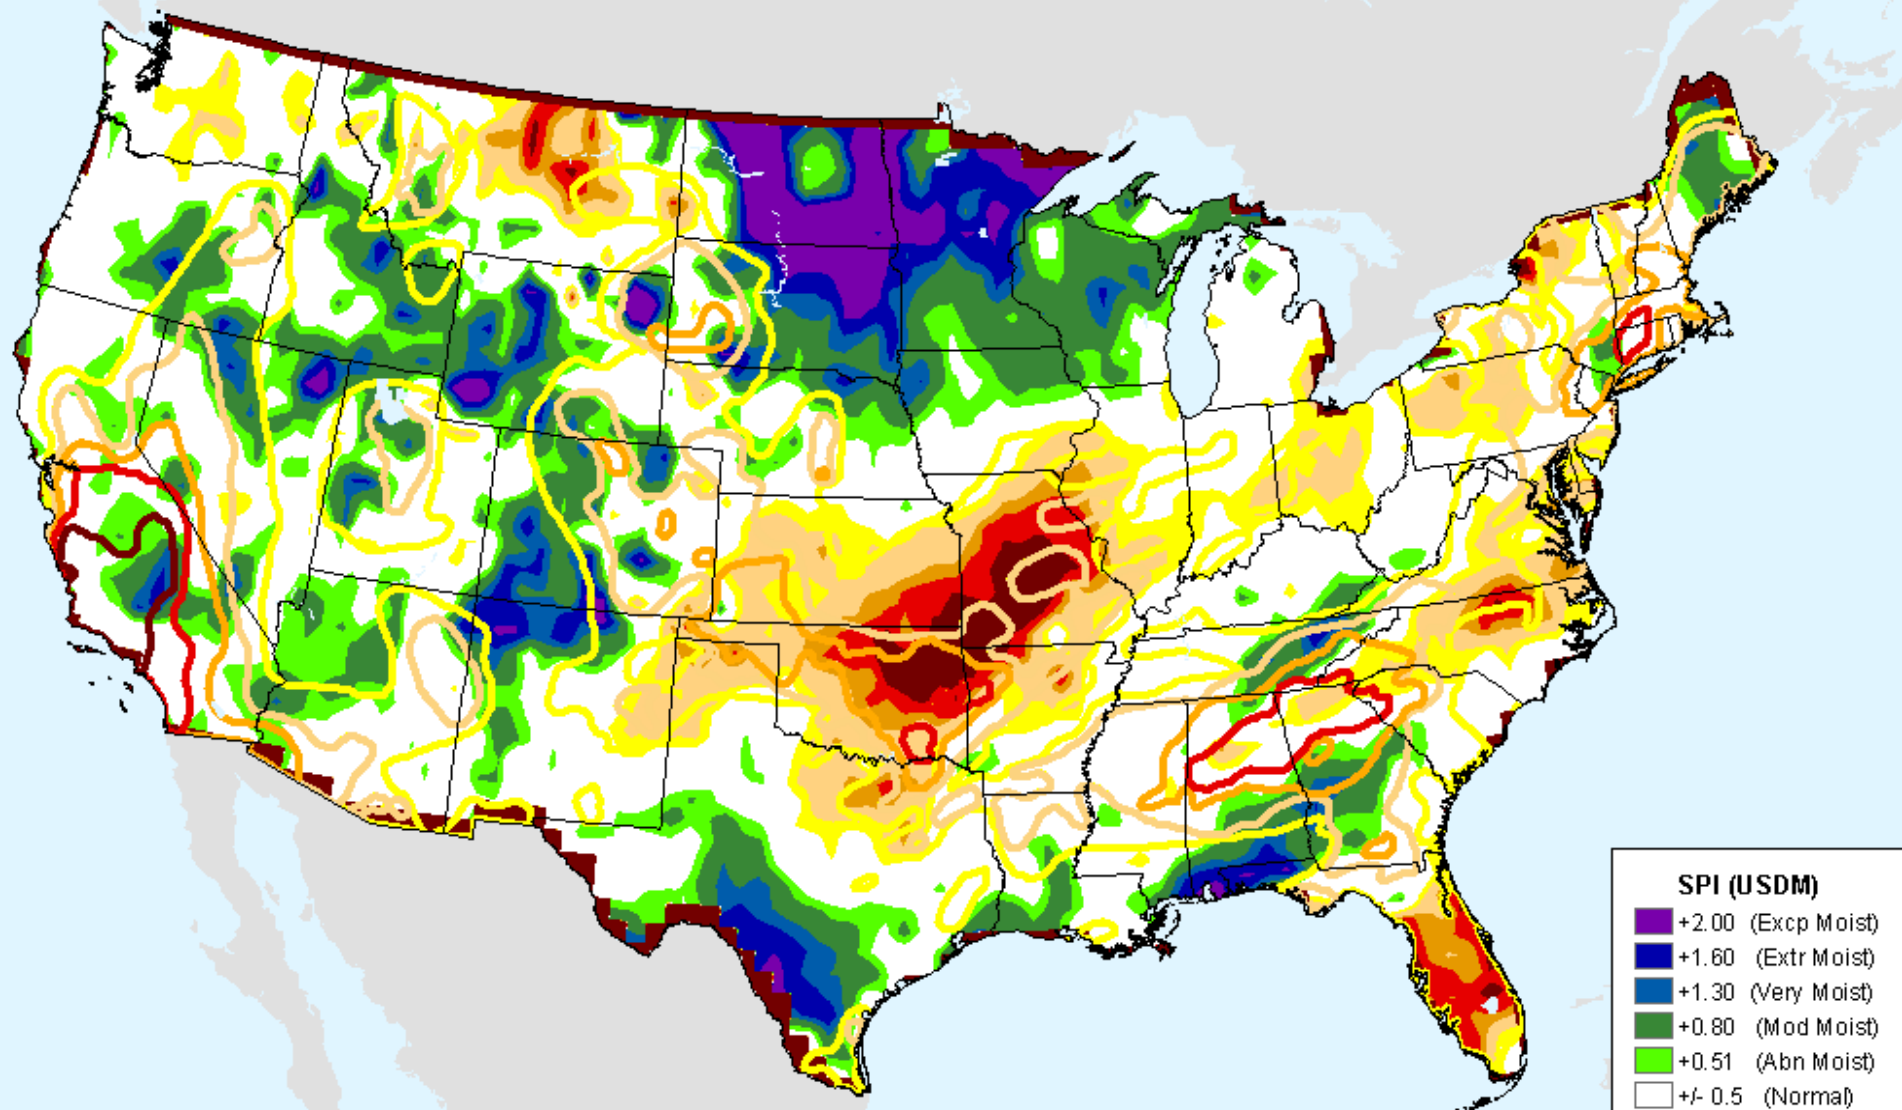 SPI (USDM)
+2.00 (Excp Moist)
+1.60 (Extr Moist)
+1.30 (Very Moist)
+0.80 (Mod Moist)
+0.51 (Abn Moist)
+/- 0.5 (Normal)